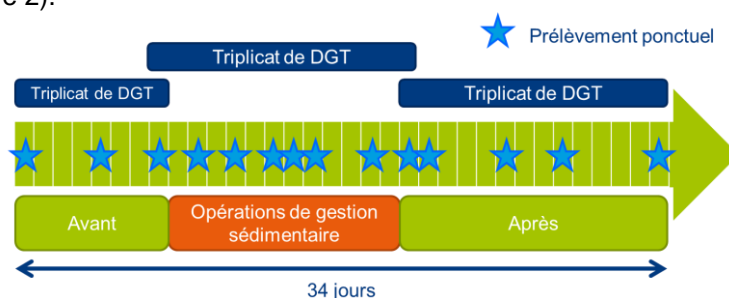 e 2).
Prélèvement ponctuel
Triplicat de DGT
Triplicat de DGT
Triplicat de DGT
Avant
Opérations de gestion
sédimentaire
Après
34 jours